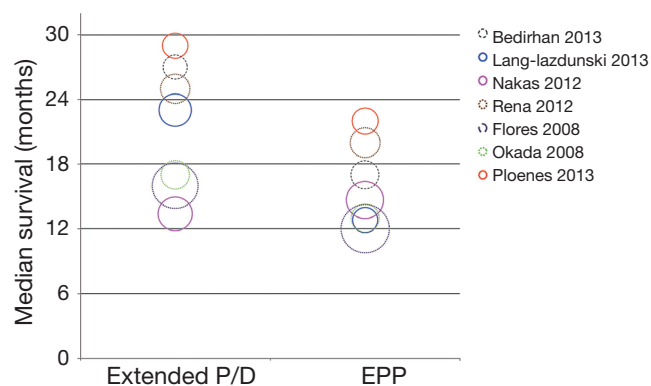 Median survival (months)
30
24
18
12
6
0
Extended P/D
EPP
Bedirhan 2013
Lang-lazdunski 2013
Nakas 2012
Rena 2012
Flores 2008
Okada 2008
Ploenes 2013